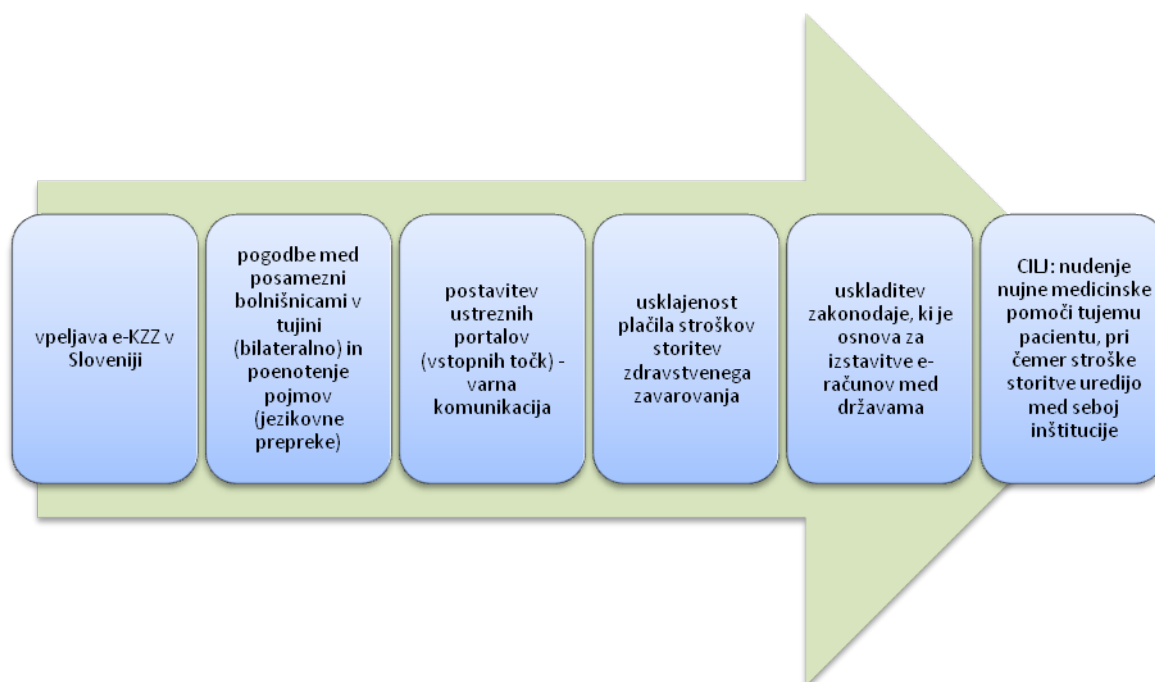 vpeljava e-KZZ v
Sloveniji
pogodbe med
posamezni
bolnišnicami v
tujini
(bilateralno) in
poenotenje
pojmov
(jezikovne
prepreke)
postavitev
ustreznih
portalov
(vstopnih točk) -
varna
komunikacija
usklajenost
plačila stroškov
storitev
zdravstvenega
zavarovanja
uskladitev
zakonodaje, ki je
osnova za
izstavitve e-
računov med
državama
CILJ: nudenje
nujne medicinske
pomoči tujemu
pacientu, pri
čemer stroške
storitve uredijo
med seboj
inštitucije